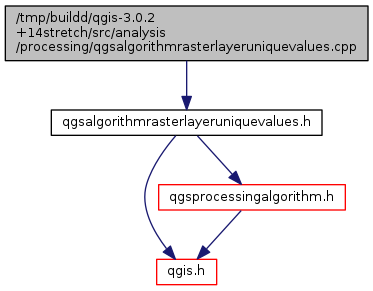 /tmp/buildd/qgis-3.0.2
+14stretch/src/analysis
/processing/qgsalgorithmrasterlayeruniquevalues.cpp
qgsalgorithmrasterlayeruniquevalues.h
qgsprocessingalgorithm.h
qgis.h